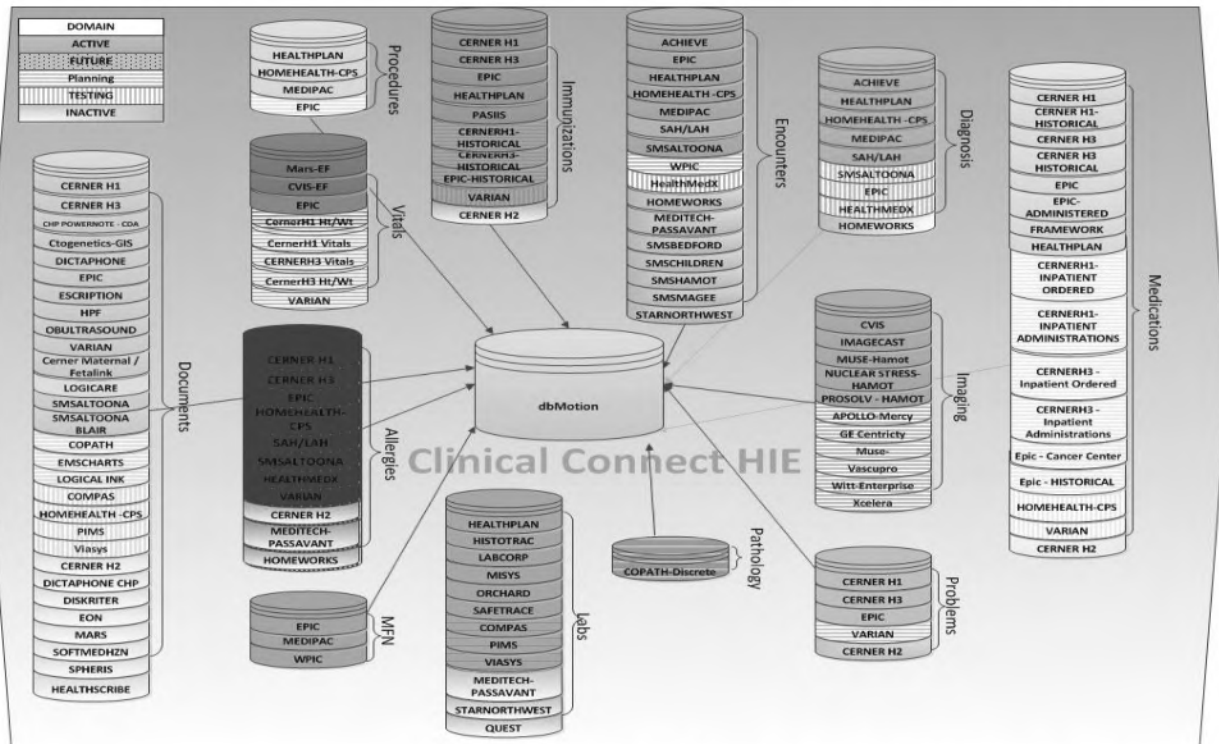 DOMAIN
ACTIVE
FUTURE
Planning
TESTING
INACTIVE
HEALTHPLAN
HOMEHEALTH-CPS
MEDIPAC
EPIC
Procedures
CERNER H1
CERNER H3
EPIC
HEALTHPLAN
PASIIS
CERNERH1-
HISTORICAL
CERNERH3-
HISTORICAL
EPIC-HISTORICAL
VARIAN
CERNER H2
Immunizations
ACHIEVE
EPIC
HEALTHPLAN
HOMEHEALTH -CPS
MEDIPAC
SAH/LAH
SMSALTOONA
WPIC
HealthMedX
HOMEWORKS
MEDITECH-
PASSAVANT
SMSBEDFORD
SMSCHILDREN
SMSHAMOT
SMSMAGEE
STARNORTHWEST
Encounters
ACHIEVE
HEALTHPLAN
HOMEHEALTH -CPS
MEDIPAC
SAH/LAH
SMSALTOONA
EPIC
HEALTHMEDX
HOMEWORKS
Diagnosis
CERNER H1
CERNER H1-
HISTORICAL
CERNER H3
CERNER H3
HISTORICAL
EPIC
EPIC-
ADMINISTERED
FRAMEWORK
HEALTHPLAN
CERNERH1-
INPATIENT
ORDERED
CERNERH1-
INPATIENT
ADMINISTRATIONS
CERNERH3 -
Inpatient Ordered
CERNERH3 -
Inpatient
Administrations
Epic - Cancer Center
Epic - HISTORICAL
HOMEHEALTH-CPS
VARIAN
CERNER H2
Medications
CERNER H1
CERNER H3
CHP POWERNOTE - CDA
Ctogenetics-GIS
DICTAPHONE
EPIC
ESCRIPTION
HPF
OBULTRASOUND
VARIAN
Cerner Maternal /
Fetalink
LOGICARE
SMSALTOONA
SMSALTOONA
BLAIR
COPATH
EMSCHARTS
LOGICAL INK
COMPAS
HOMEHEALTH -CPS
PIMS
Viasys
CERNER H2
DICTAPHONE CHP
DISKRITER
EON
MARS
SOFTMEDHZN
SPHERIS
HEALTHSCRIBE
Documents
Mars-EF
CVIS-EF
EPIC
CernerH1 Ht/Wt
CernerH1 Vitals
CERNERH3 Vitals
CernerH3 Ht/Wt
VARIAN
Vitals
CERNER H1
CERNER H3
EPIC
HOMEHEALTH-
CPS
SAH/LAH
SMSALTOONA
HEALTHMEDX
VARIAN
CERNER H2
MEDITECH-
PASSAVANT
HOMEWORKS
Allergies
dbMotion
Clinical Connect HIE
CVIS
IMAGECAST
MUSE-Hamot
NUCLEAR STRESS-
HAMOT
PROSOLV - HAMOT
APOLLO-Mercy
GE Centricty
Muse-
Vascupro
Witt-Enterprise
Xcelera
Imaging
EPIC
MEDIPAC
WPIC
MFN
HEALTHPLAN
HISTOTRAC
LABCORP
MISYS
ORCHARD
SAFETRACE
COMPAS
PIMS
VIASYS
MEDITECH-
PASSAVANT
STARNORTHWEST
QUEST
Labs
COPATH-Discrete
Pathology
CERNER H1
CERNER H3
EPIC
VARIAN
CERNER H2
Problems